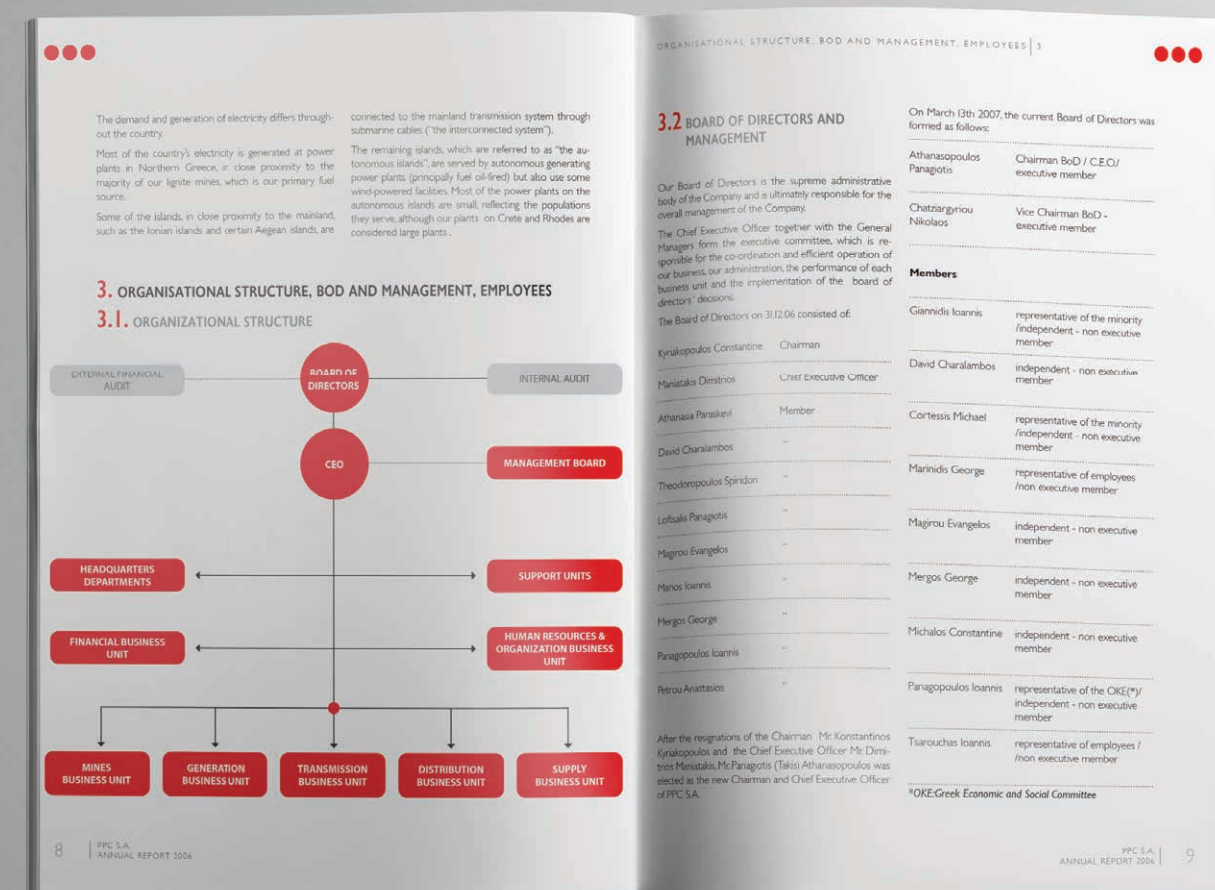 The demand and generation of electricity differs through-
out the country.
Most of the country's electricity is generated at power
plants in Northern Greece, in close proximity to the
majority of our lignite mines, which is our primary fuel
source.
Some of the islands, in close proximity to the mainland,
such as the Ionian islands and certain Aegean islands, are
connected to the mainland transmission system through
submarine cables ("the interconnected system").
The remaining islands, which are referred to as "the au-
tonomous islands", are served by autonomous generating
power plants (principally fuel oil-fired) but also use some
wind-powered facilities. Most of the power plants on the
autonomous islands are small, reflecting the populations
they serve, although our plants on Crete and Rhodes are
considered large plants .
3. ORGANISATIONAL STRUCTURE, BOD AND MANAGEMENT, EMPLOYEES
3.1. ORGANIZATIONAL STRUCTURE
EXTERNAL FINANCIAL
AUDIT
BOARD OF
DIRECTORS
INTERNAL AUDIT
CEO
MANAGEMENT BOARD
HEADQUARTERS
DEPARTMENTS
SUPPORT UNITS
FINANCIAL BUSINESS
UNIT
HUMAN RESOURCES &
ORGANIZATION BUSINESS
UNIT
MINES
BUSINESS UNIT
GENERATION
BUSINESS UNIT
TRANSMISSION
BUSINESS UNIT
DISTRIBUTION
BUSINESS UNIT
SUPPLY
BUSINESS UNIT
8 | PPC S.A.
ANNUAL REPORT 2006
ORGANISATIONAL STRUCTURE, BOD AND MANAGEMENT, EMPLOYEES | 3
3.2 BOARD OF DIRECTORS AND
MANAGEMENT
Our Board of Directors is the supreme administrative
body of the Company and is ultimately responsible for the
overall management of the Company.
The Chief Executive Officer together with the General
Managers form the executive committee, which is re-
sponsible for the co-ordination and efficient operation of
our business, our administration, the performance of each
business unit and the implementation of the board of
directors' decisions.
The Board of Directors on 31.12.06 consisted of:
Kyriakopoulos Constantine Chairman
Maniatakis Dimitrios Chief Executive Officer
Athanasia Paraskevi Member
David Charalambos "
Theodoropoulos Spiridon "
Loftsalis Panagiotis "
Magirou Evangelos "
Manos Ioannis "
Mergos George "
Panagopoulos Ioannis "
Petrou Anastasios "
After the resignations of the Chairman Mr. Konstantinos
Kyriakopoulos and the Chief Executive Officer Mr. Dimi-
trios Maniatakis, Mr. Panagiotis (Takis) Athanasopoulos was
elected as the new Chairman and Chief Executive Officer
of PPC S.A.
On March 13th 2007, the current Board of Directors was
formed as follows:
Athanasopoulos Chairman BoD / C.E.O./
Panagiotis executive member
Chatziargyriou Vice Chairman BoD -
Nikolaos executive member
Members
Giannidis Ioannis representative of the minority
/independent - non executive
member
David Charalambos independent - non executive
member
Cortessis Michael representative of the minority
/independent - non executive
member
Marinidis George representative of employees
/non executive member
Magirou Evangelos independent - non executive
member
Mergos George independent - non executive
member
Michalos Constantine independent - non executive
member
Panagopoulos Ioannis representative of the OKE(*)/
independent - non executive
member
Tsarouchas Ioannis representative of employees /
/non executive member
*OKE:Greek Economic and Social Committee
PPC S.A. | 9
ANNUAL REPORT 2006